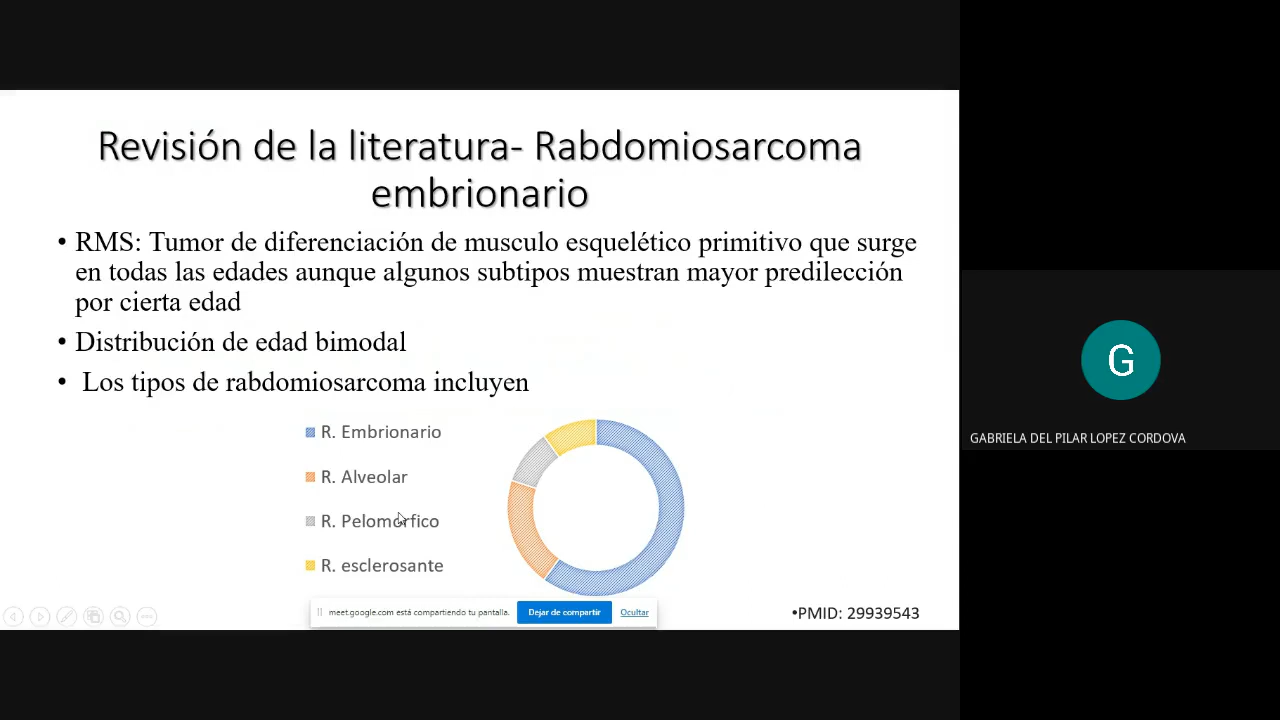 Revisión de la literatura- Rabdomiosarcoma
embrionario
• RMS: Tumor de diferenciación de musculo esquelético primitivo que surge
en todas las edades aunque algunos subtipos muestran mayor predilección
por cierta edad
• Distribución de edad bimodal
• Los tipos de rabdomiosarcoma incluyen
R. Embrionario
R. Alveolar
R. Pelomorfico
R. esclerosante
meet.google.com está compartiendo tu pantalla.
Dejar de compartir
Ocultar
•PMID: 29939543
G
GABRIELA DEL PILAR LOPEZ CORDOVA